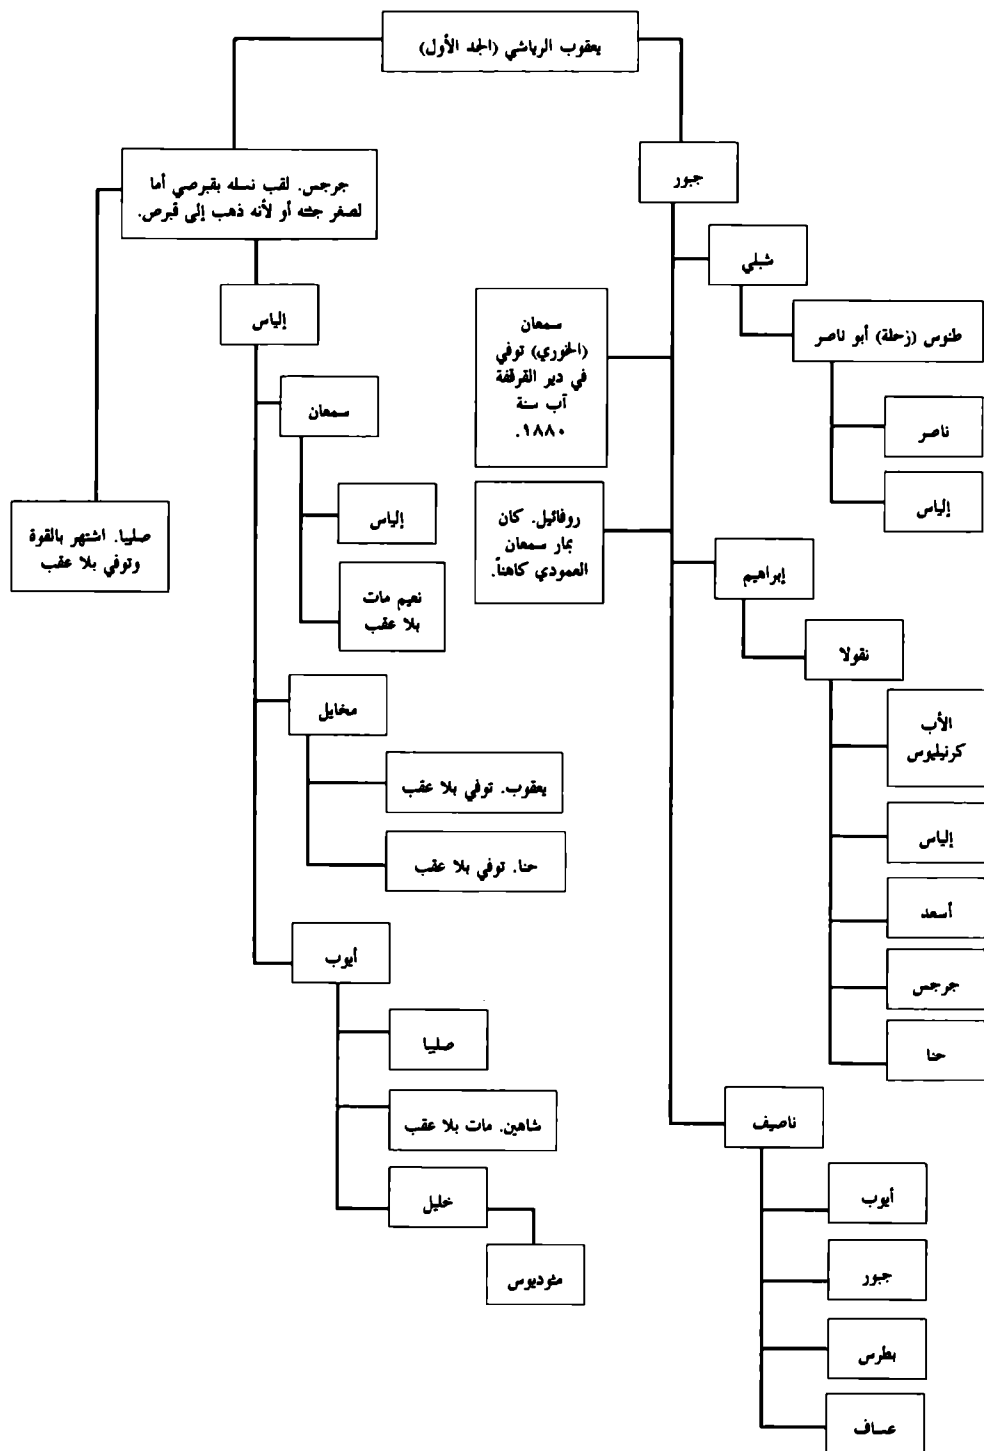 يعقوب الرياشي (الجد الأول)
جبور
جرجس. لقب نسله بقبرصي أما
لصغر جثته أو لأنه ذهب إلى قبرص.
شبلي
إلياس
سمعان
(الخوري) توفي
في دير القرقفة
آب سنة
١٨٨٠.
طنوس (زحلة) أبو ناصر
سمعان
ناصر
إلياس
إلياس
روفائيل. كان
بمار سمعان
العمودي كاهناً.
صليبا. اشتهر بالقوة
وتوفي بلا عقب
إبراهيم
نعيم مات
بلا عقب
نقولا
مخايل
الأب
كرنيليوس
يعقوب. توفي بلا عقب
إلياس
حنا. توفي بلا عقب
أسعد
أيوب
جرجس
صليبا
حنا
ناصيف
شاهين. مات بلا عقب
أيوب
خليل
جبور
مثوديوس
بطرس
عساف